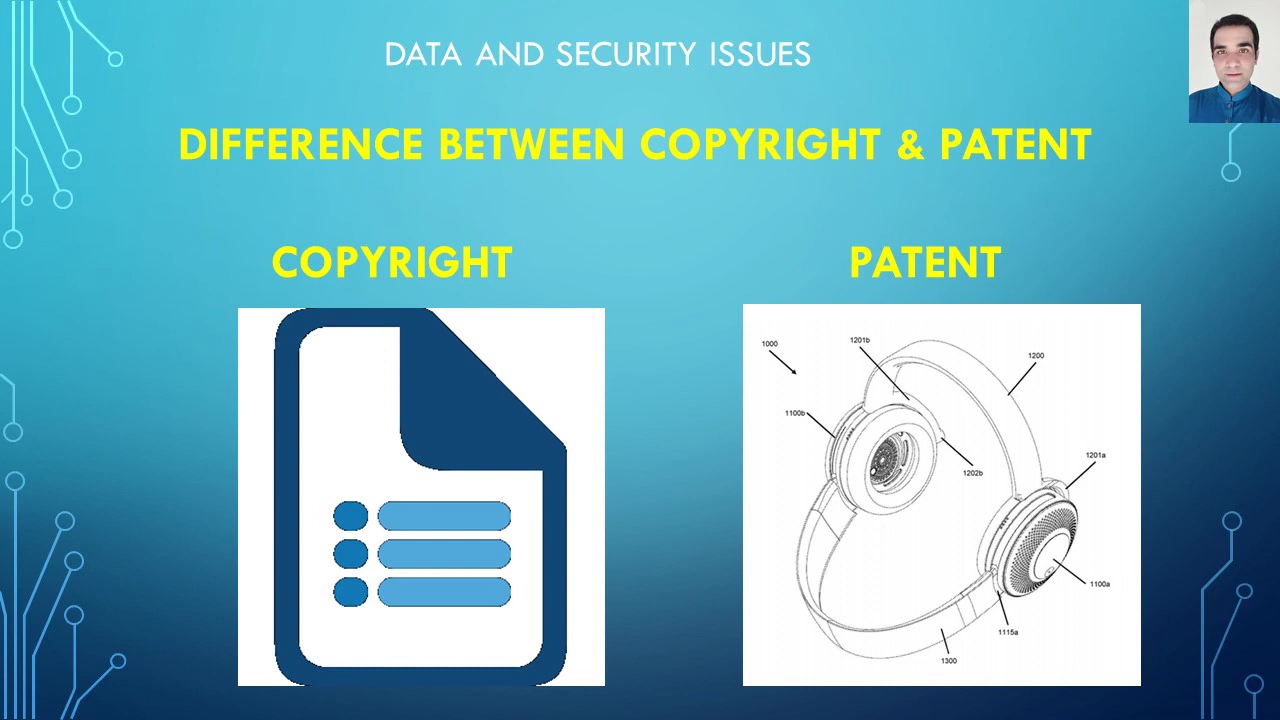 DATA AND SECURITY ISSUES
DIFFERENCE BETWEEN COPYRIGHT & PATENT
COPYRIGHT
PATENT
1000
1201b
1200
1100b
1202b
1201a
1100a
1115a
1300